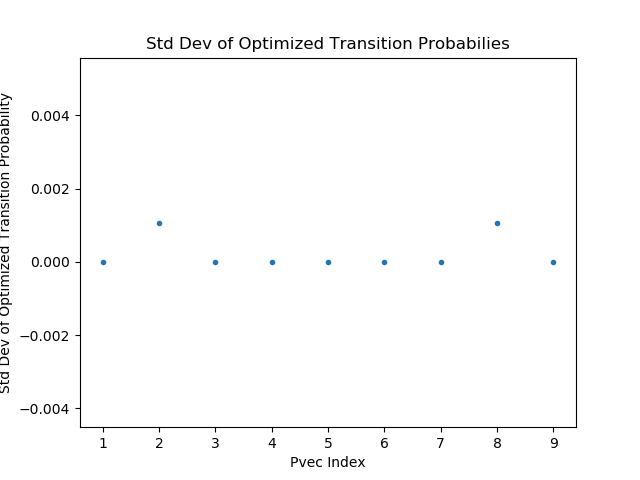 Std Dev of Optimized Transition Probabilies
Std Dev of Optimized Transition Probability
0.004
0.002
0.000
−0.002
−0.004
1 2 3 4 5 6 7 8 9
Pvec Index